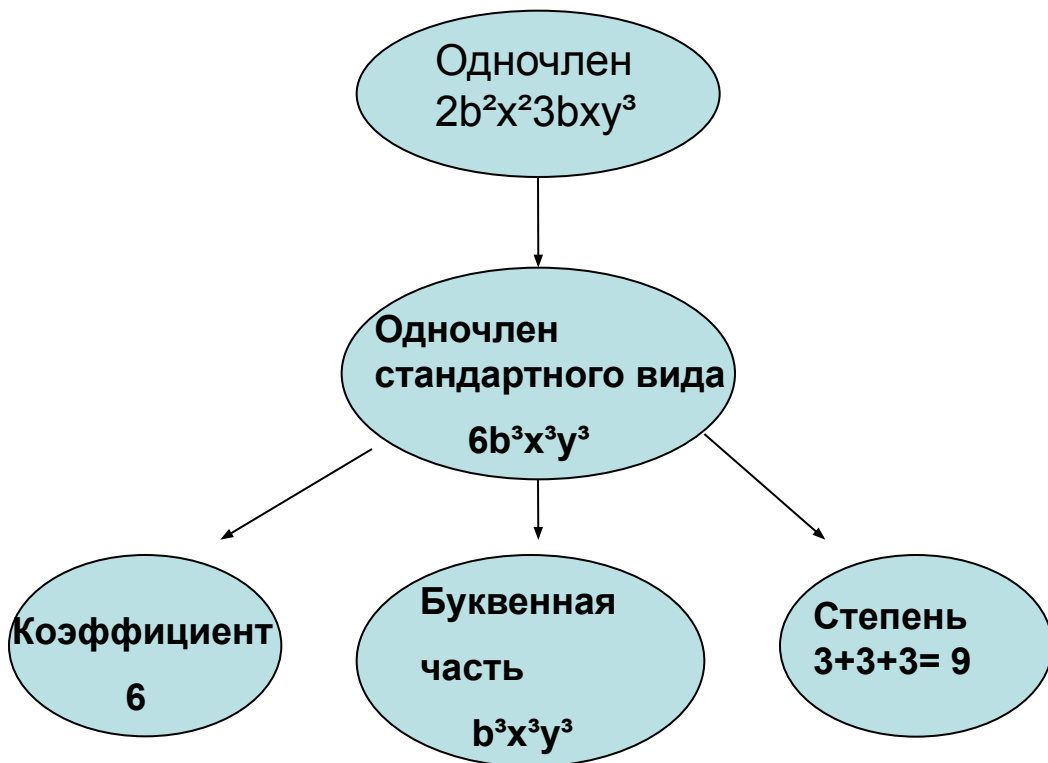 Одночлен
2b²x²3bxy³
Одночлен
стандартного вида
6b³x³y³
Коэффициент
6
Буквенная
часть
b³x³y³
Степень
3+3+3= 9